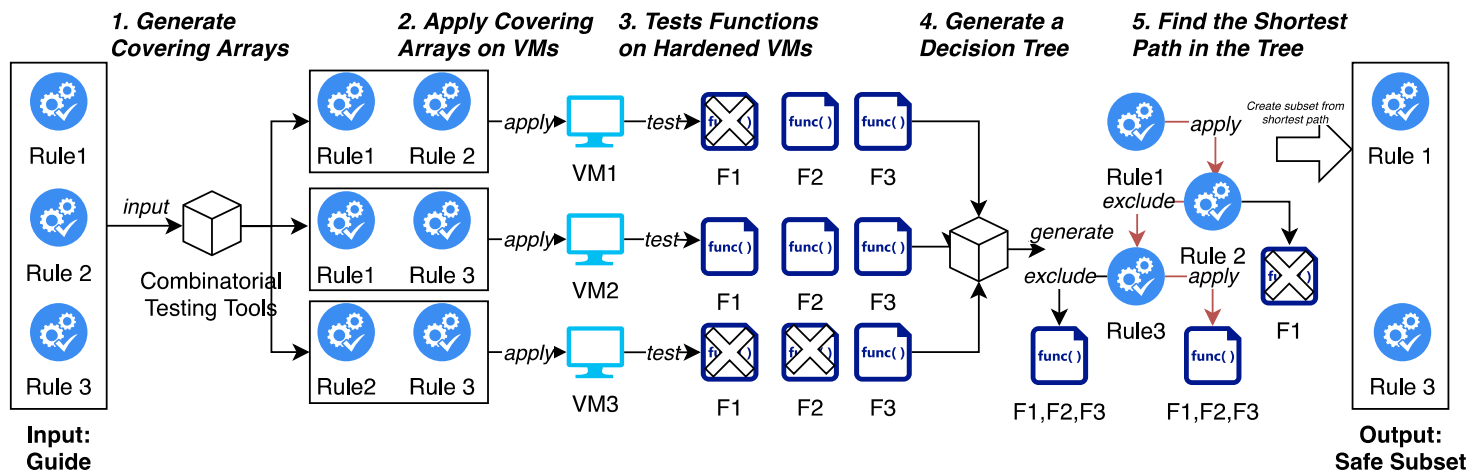 1. Generate
Covering Arrays
2. Apply Covering
Arrays on VMs
3. Tests Functions
on Hardened VMs
4. Generate a
Decision Tree
5. Find the Shortest
Path in the Tree
Rule1
Rule 2
Rule 3
Input:
Guide
input
Combinatorial
Testing Tools
Rule1
Rule 2
apply
VM1
test
F1
func( )
F2
func( )
F3
Rule1
Rule 3
apply
VM2
test
func( )
F1
func( )
F2
func( )
F3
Rule2
Rule 3
apply
VM3
test
F1
F2
func( )
F3
generate
Rule1
apply
exclude
Rule 2
F1
exclude
Rule3
apply
func( )
F1,F2,F3
func( )
F1,F2,F3
Create subset from
shortest path
Rule 1
Rule 3
Output:
Safe Subset